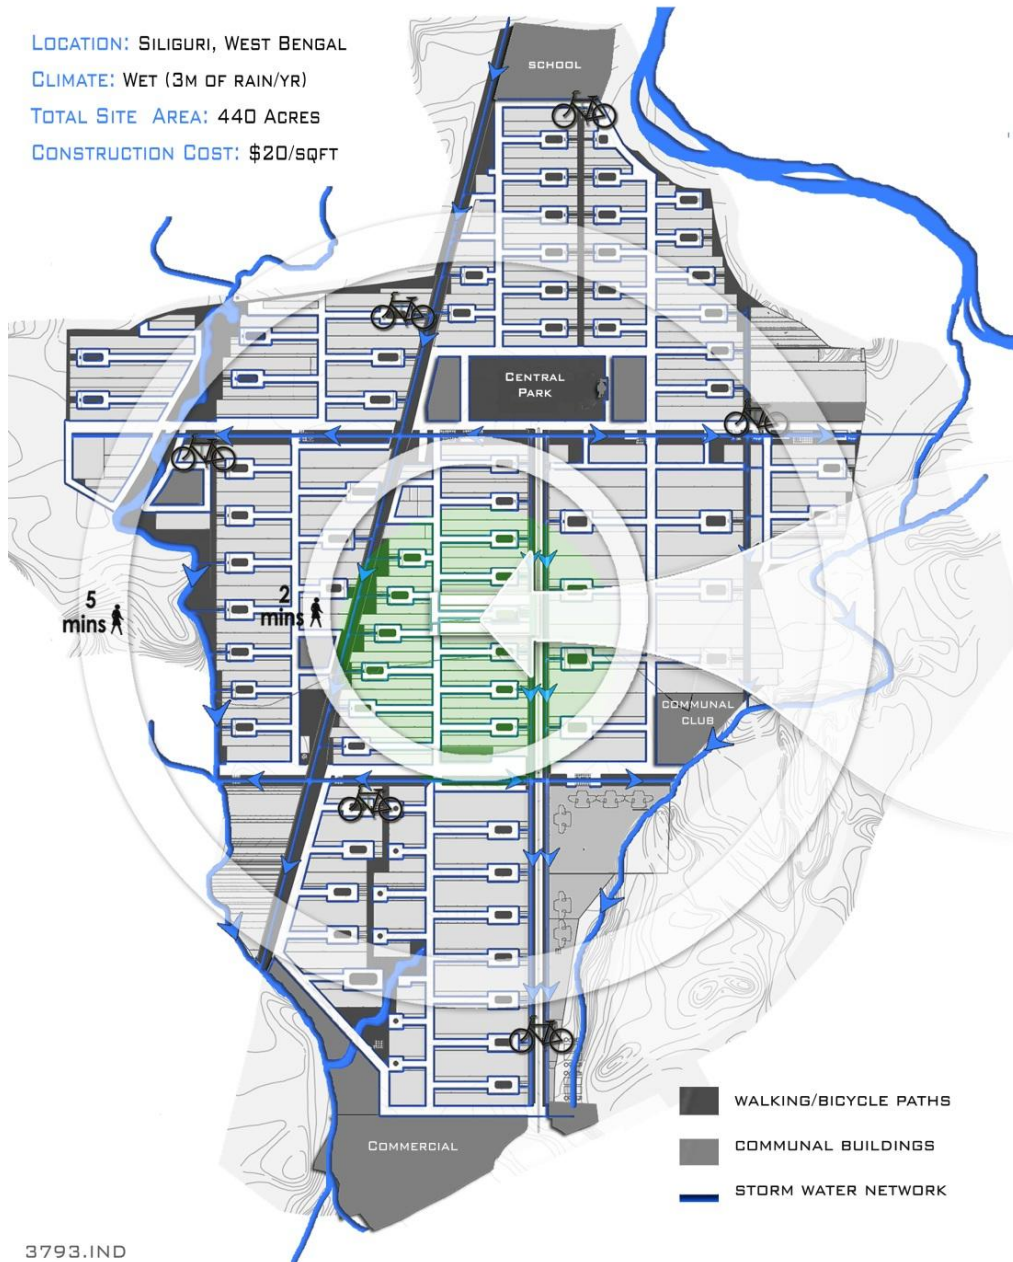 LOCATION: SILIGURI, WEST BENGAL
CLIMATE: WET (3M OF RAIN/YR)
TOTAL SITE AREA: 440 ACRES
CONSTRUCTION COST: $20/SQFT
SCHOOL
CENTRAL
PARK
5
mins
2
mins
COMMUNAL
CLUB
COMMERCIAL
WALKING/BICYCLE PATHS
COMMUNAL BUILDINGS
STORM WATER NETWORK
3793.IND